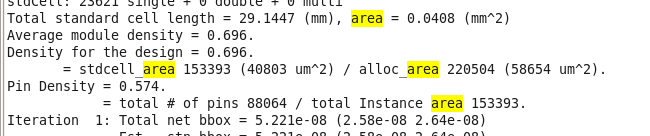 stdCell: 23621 single + 0 double + 0 multi
Total standard cell length = 29.1447 (mm), area = 0.0408 (mm^2)
Average module density = 0.696.
Density for the design = 0.696.
= stdcell_area 153393 (40803 um^2) / alloc_area 220504 (58654 um^2).
Pin Density = 0.574.
= total # of pins 88064 / total Instance area 153393.
Iteration  1: Total net bbox = 5.221e-08 (2.58e-08 2.64e-08)
Est.  stn bbox = 5.221e-08 (2.58e-08 2.64e-08)